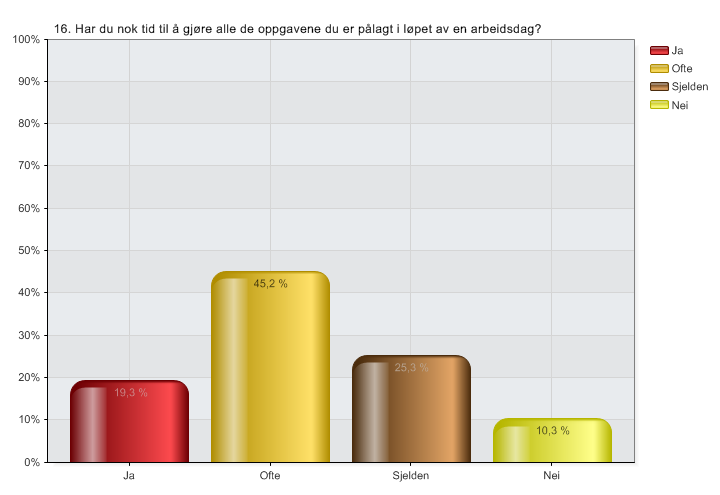 16. Har du nok tid til å gjøre alle de oppgavene du er pålagt i løpet av en arbeidsdag?
100%
90%
80%
70%
60%
50%
40%
30%
20%
10%
0%
45,2 %
25,3 %
19,3 %
10,3 %
Ja
Ofte
Sjelden
Nei
Ja
Ofte
Sjelden
Nei